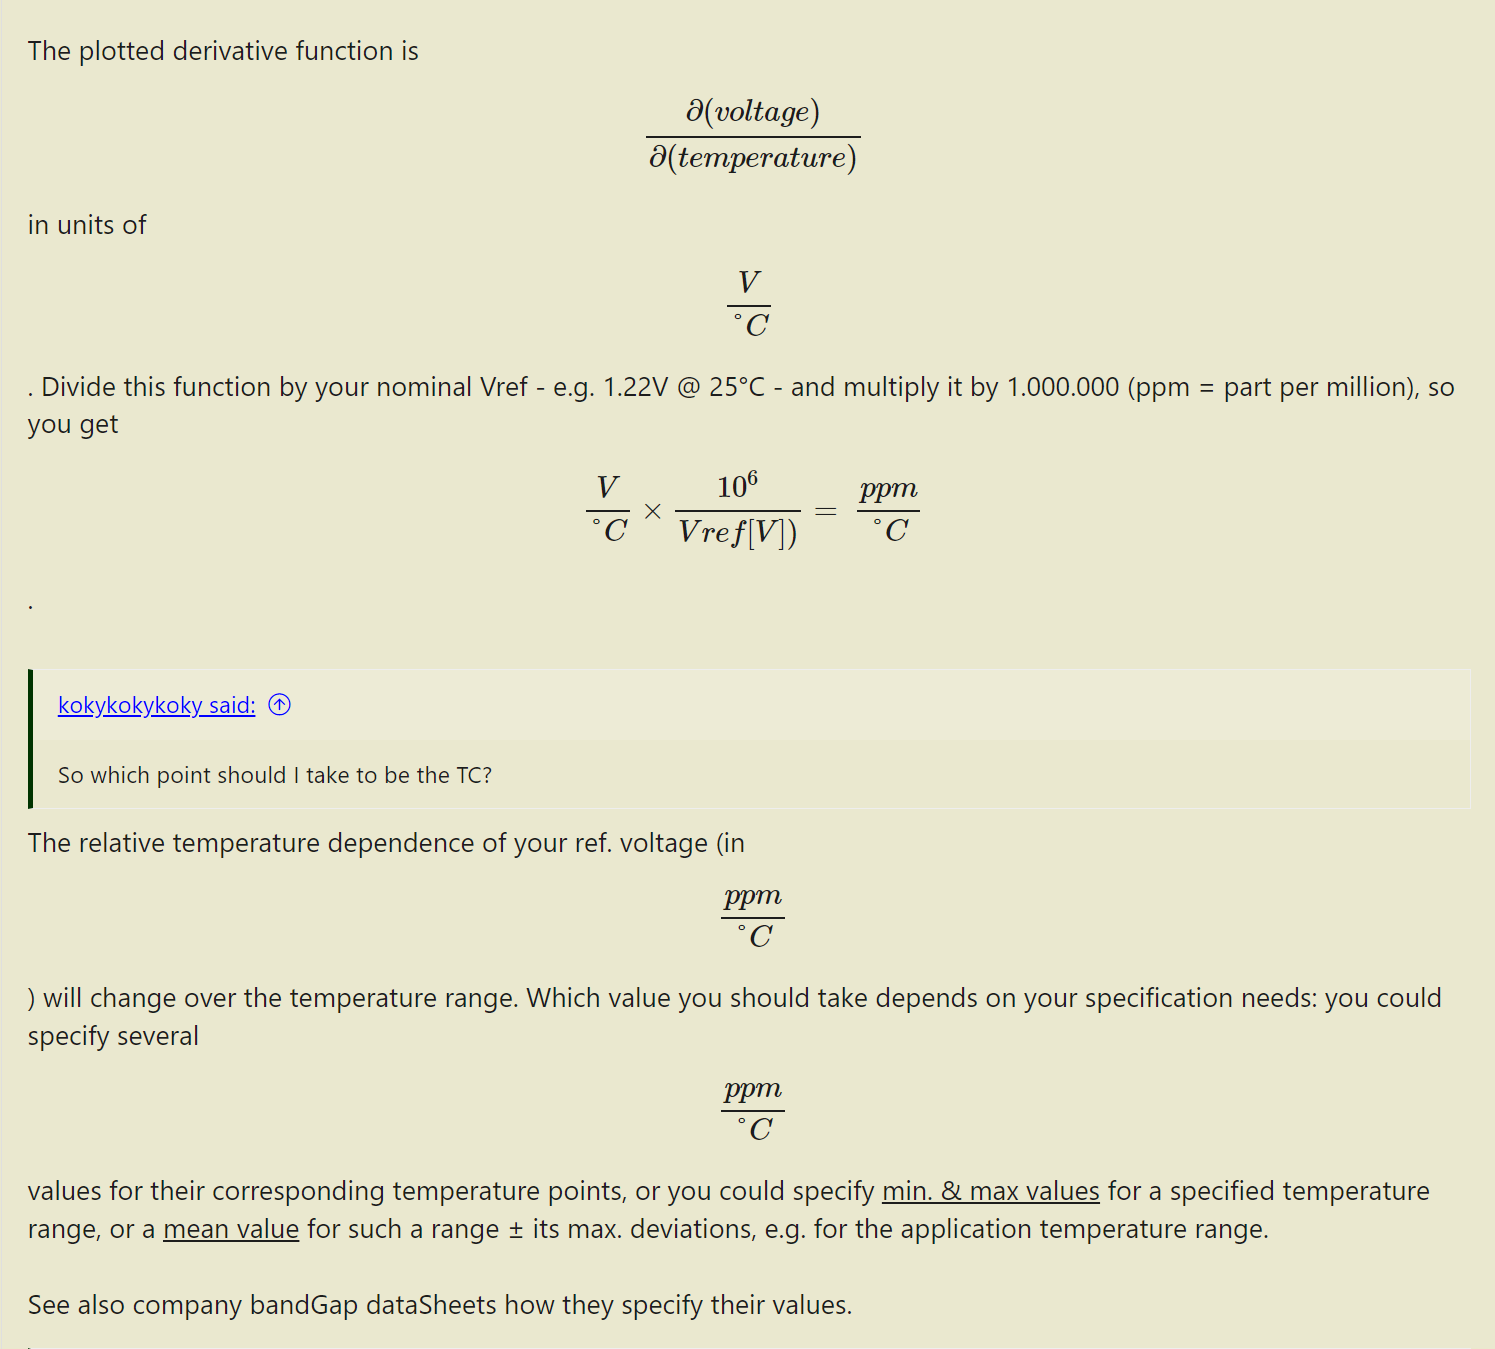 The plotted derivative function is
∂(voltage)
∂(temperature)
in units of
V
°C
. Divide this function by your nominal Vref - e.g. 1.22V @ 25°C - and multiply it by 1.000.000 (ppm = part per million), so
you get
V/°C × 10^6/Vref[V]) = ppm/°C
.
kokykokykoky said:
So which point should I take to be the TC?
The relative temperature dependence of your ref. voltage (in
ppm
°C
) will change over the temperature range. Which value you should take depends on your specification needs: you could
specify several
ppm
°C
values for their corresponding temperature points, or you could specify min. & max values for a specified temperature
range, or a mean value for such a range ± its max. deviations, e.g. for the application temperature range.
See also company bandGap dataSheets how they specify their values.